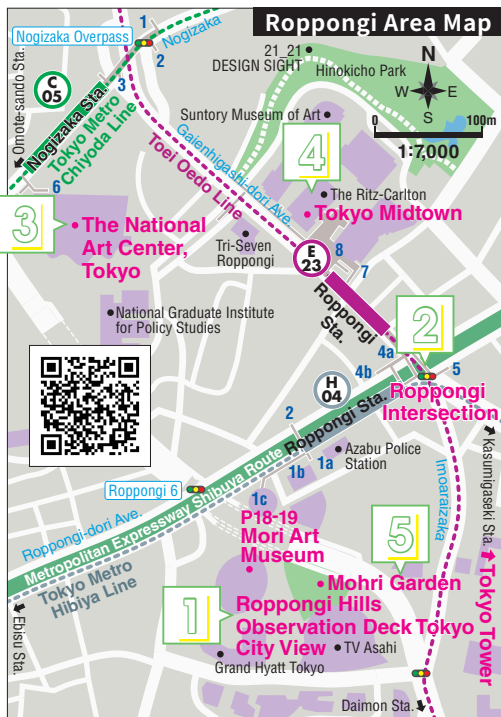 Roppongi Area Map
Nogizaka Overpass
1
Nogizaka
2
3
21_21
DESIGN SIGHT
Hinokicho Park
N
W
E
S
0
100m
1:7,000
Omote-sando Sta.
C
05
Nogizaka Sta.
Tokyo Metro
Chiyoda Line
6
Suntory Museum of Art
Gaienhigashi-dori Ave.
Toei Oedo Line
4
The Ritz-Carlton
Tokyo Midtown
3
The National
Art Center,
Tokyo
Tri-Seven
Roppongi
E
23
8
7
Roppongi
Sta.
National Graduate Institute
for Policy Studies
2
4a
4b
5
H
04
Roppongi
Intersection
2
Roppongi Sta.
Azabu Police
Station
1a
1b
1c
Kasumigaseki Sta.
Imoaraizaka
Roppongi 6
Roppongi-dori Ave.
Metropolitan Expressway Shibuya Route
Tokyo Metro
Hibiya Line
P18-19
Mori Art
Museum
5
Mohri Garden
Tokyo Tower
1
Roppongi Hills
Observation Deck Tokyo
City View
TV Asahi
Grand Hyatt Tokyo
Ebisu Sta.
Daimon Sta.